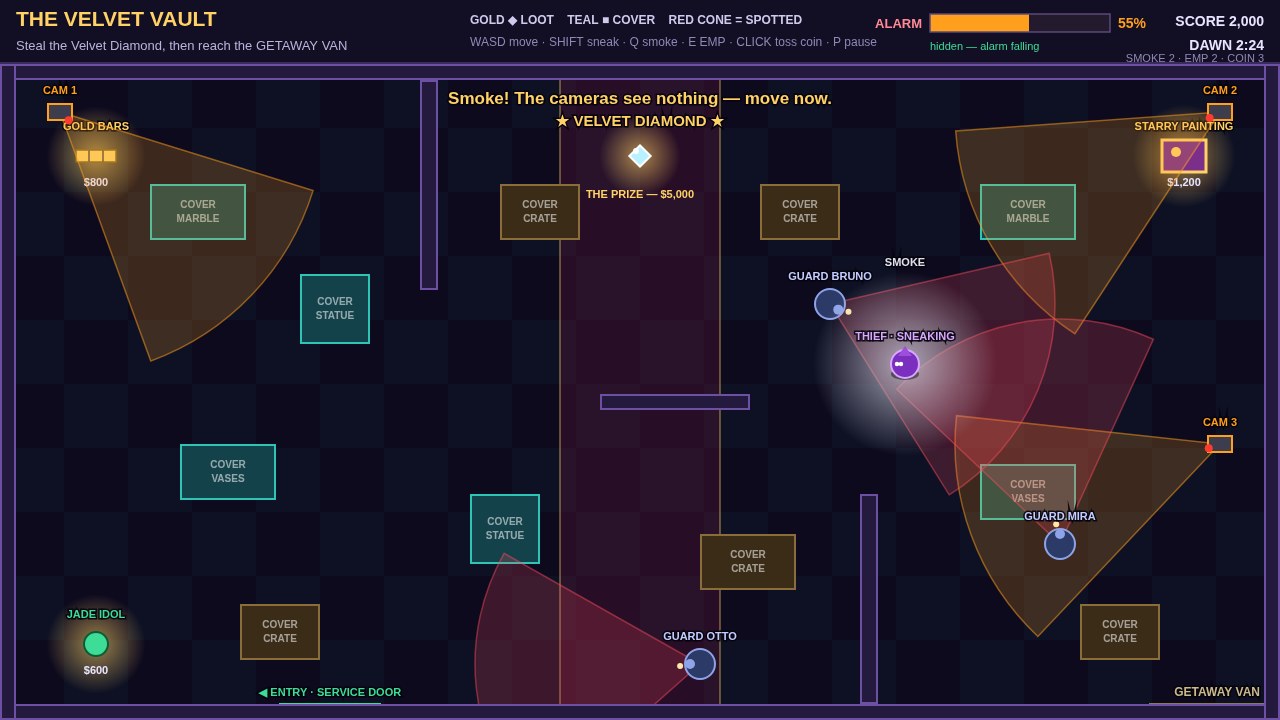 THE VELVET VAULT
Steal the Velvet Diamond, then reach the GETAWAY VAN
GOLD ◆ LOOT TEAL ■ COVER RED CONE = SPOTTED
WASD move · SHIFT sneak · Q smoke · E EMP · CLICK toss coin · P pause
ALARM
55%
hidden — alarm falling
SCORE 2,000
DAWN 2:24
SMOKE 2 · EMP 2 · COIN 3
CAM 1
GOLD BARS
$800
Smoke! The cameras see nothing — move now.
★ VELVET DIAMOND ★
THE PRIZE — $5,000
CAM 2
STARRY PAINTING
$1,200
COVER
MARBLE
COVER
CRATE
COVER
CRATE
COVER
MARBLE
SMOKE
GUARD BRUNO
COVER
STATUE
THIEF · SNEAKING
CAM 3
COVER
VASES
COVER
VASES
GUARD MIRA
COVER
STATUE
COVER
CRATE
JADE IDOL
$600
COVER
CRATE
GUARD OTTO
COVER
CRATE
◀ ENTRY · SERVICE DOOR
GETAWAY VAN